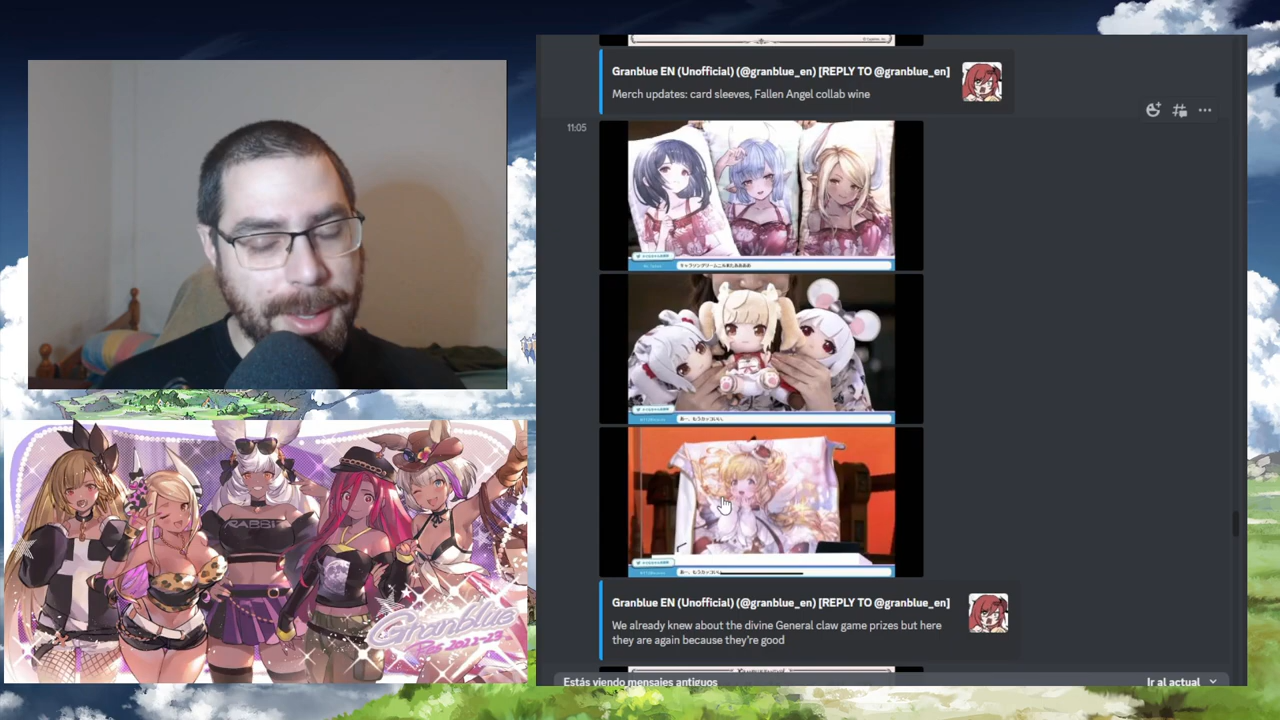 Granblue EN (Unofficial) (@granblue_en) [REPLY TO @granblue_en]
Merch updates: card sleeves, Fallen Angel collab wine
11:05
RABBIT
Granblue
Granblue EN (Unofficial) (@granblue_en) [REPLY TO @granblue_en]
We already knew about the divine General claw game prizes but here
they are again because they're good
Estás viendo mensajes antiguos
Ir al actual